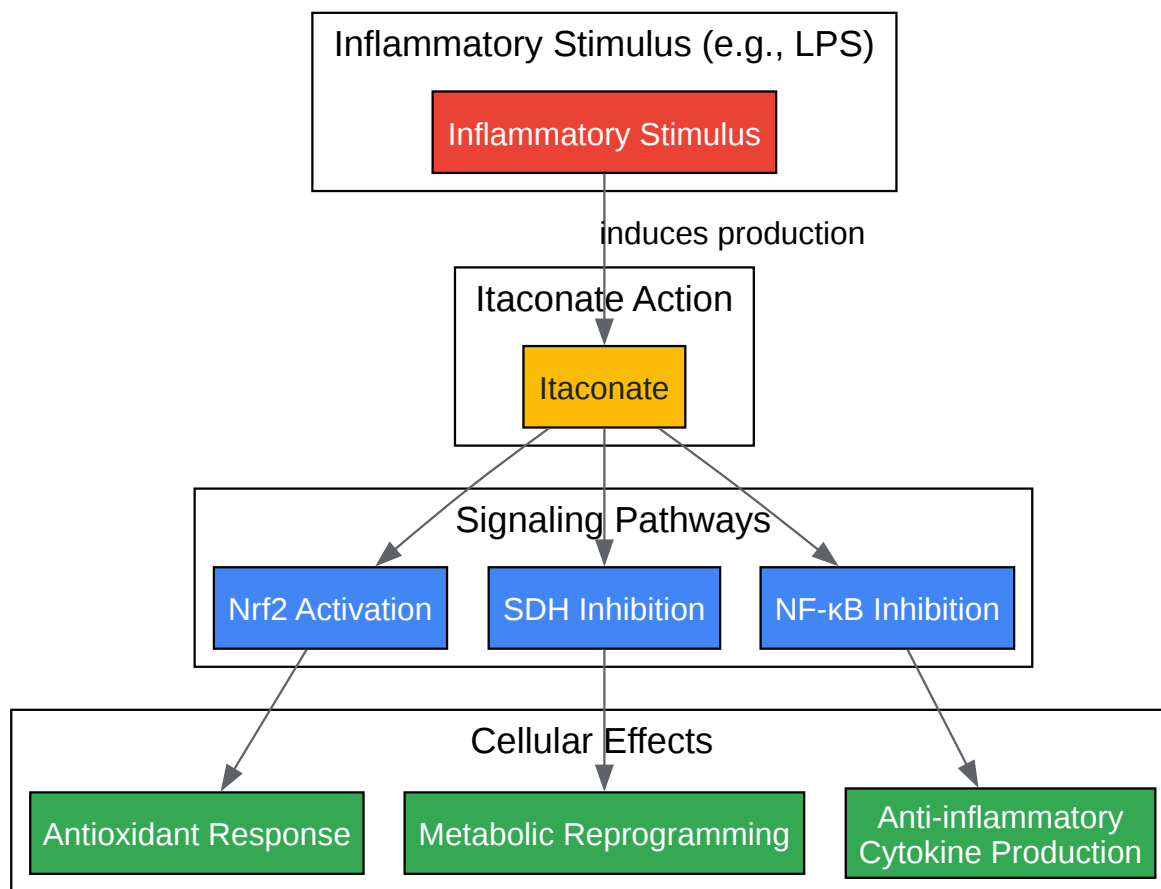 Inflammatory Stimulus (e.g., LPS)
Inflammatory Stimulus
induces production
Itaconate Action
Itaconate
Signaling Pathways
Nrf2 Activation
SDH Inhibition
NF-κB Inhibition
Cellular Effects
Antioxidant Response
Metabolic Reprogramming
Anti-inflammatory
Cytokine Production